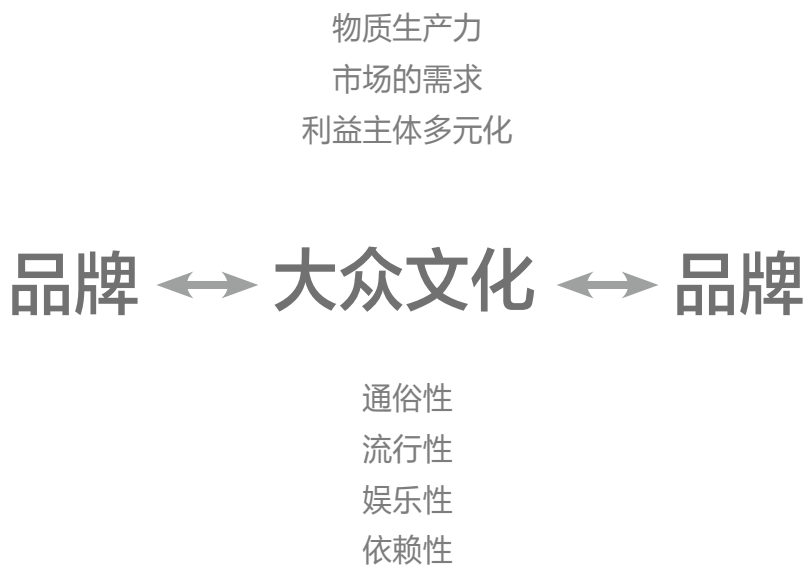 物质生产力
市场的需求
利益主体多元化
品牌 大众文化 品牌
通俗性
流行性
娱乐性
依赖性